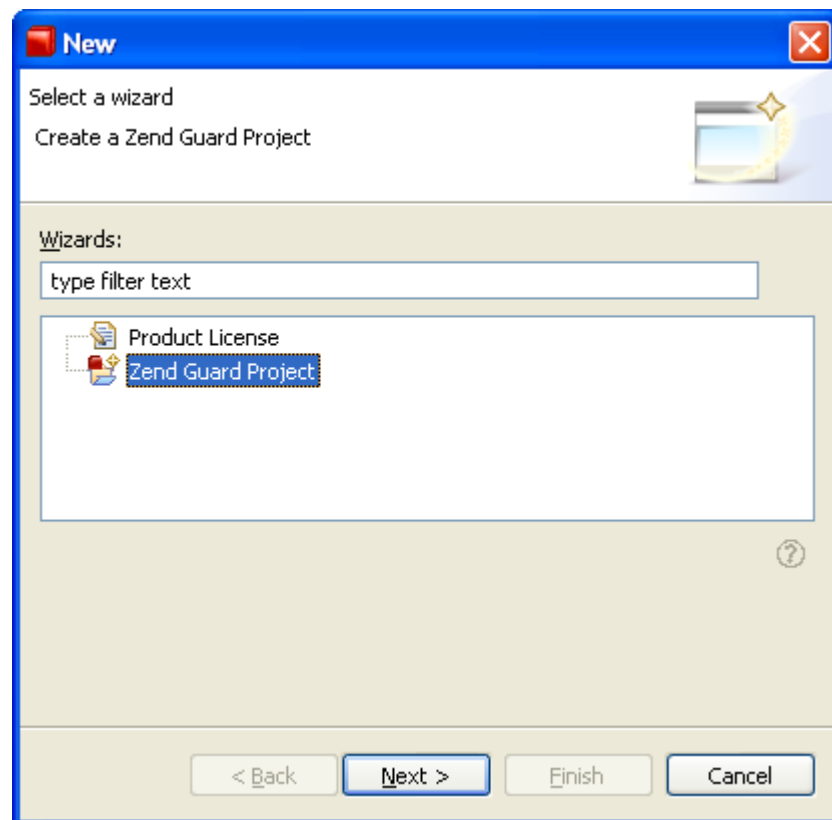 New
Select a wizard
Create a Zend Guard Project
Wizards:
type filter text
Product License
Zend Guard Project
?
< Back Next > Finish Cancel